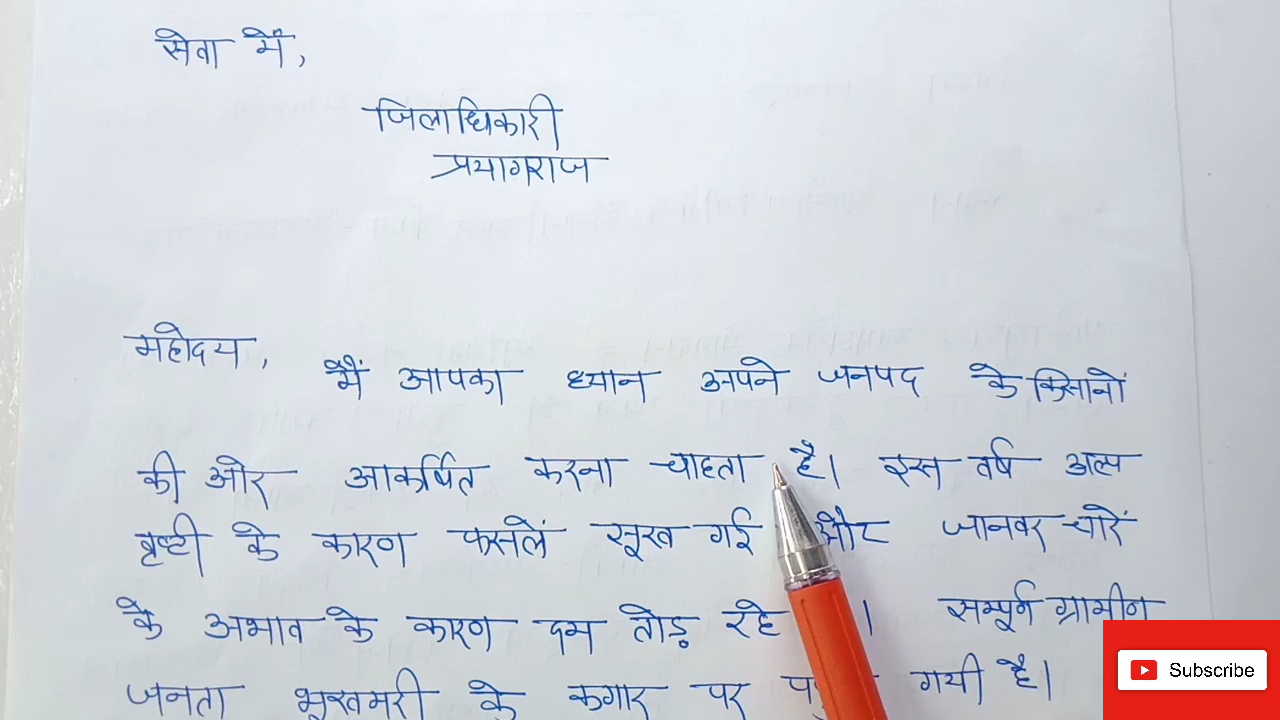 सेवा में,
जिलाधिकारी
प्रयागराज
महोदय,
मैं आपका ध्यान अपने जनपद के किसानों
की ओर आकर्षित करना चाहता है। इस वर्ष अल्प
वृष्टी के कारण फसलें सूख गई और जानवर चारें
के अभाव के कारण दम तोड़ रहे । सम्पूर्ण ग्रामीण
जनता भूखमरी के कगार पर गयी है।
Subscribe